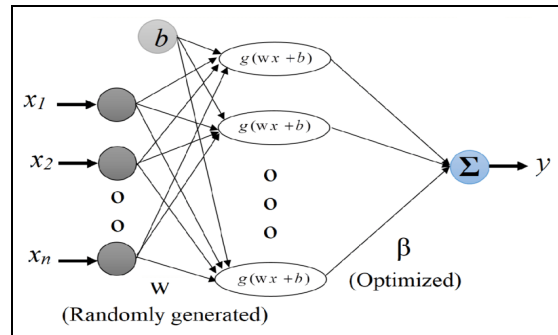 b
g(wx+b)
x1
g(wx+b)
x2
Σ
y
o
o
o
o
o
xn
w
g(wx+b)
β
(Optimized)
(Randomly generated)